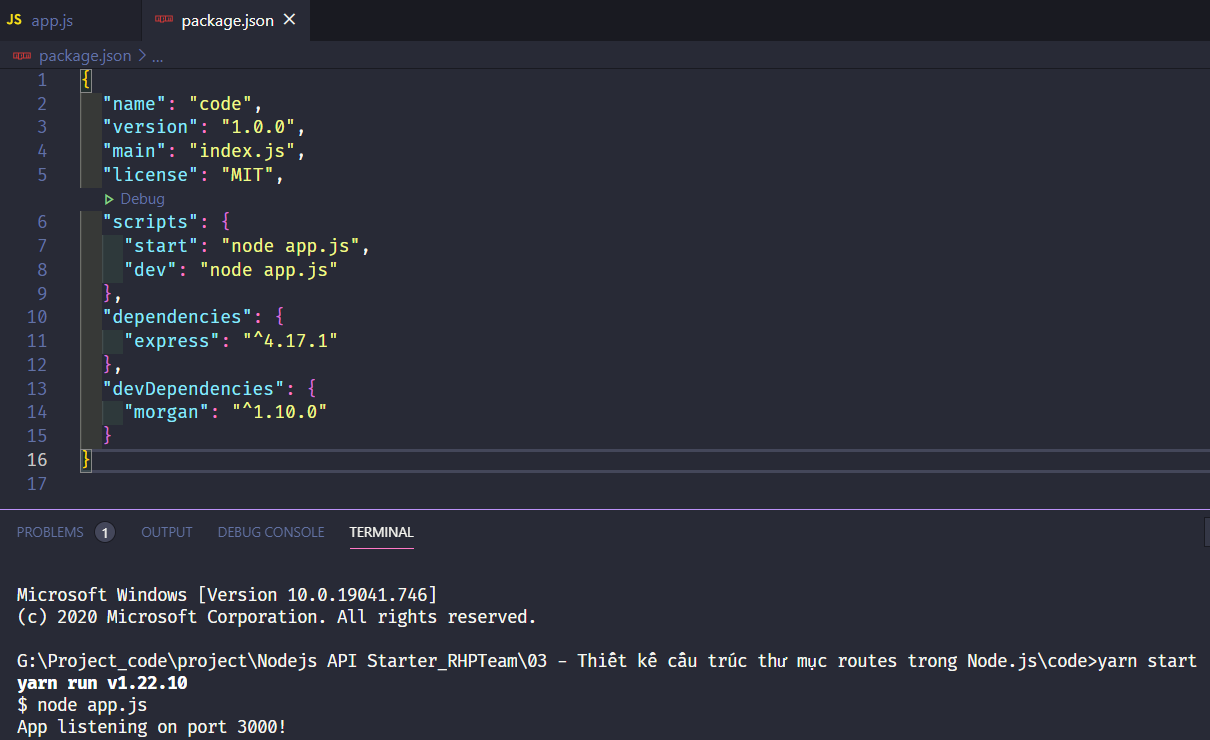 JS app.js
package.json
package.json > ...
1 {
2 "name": "code",
3 "version": "1.0.0",
4 "main": "index.js",
5 "license": "MIT",
Debug
6 "scripts": {
7 "start": "node app.js",
8 "dev": "node app.js"
9 },
10 "dependencies": {
11 "express": "^4.17.1"
12 },
13 "devDependencies": {
14 "morgan": "^1.10.0"
15 }
16 }
17
PROBLEMS 1 OUTPUT DEBUG CONSOLE TERMINAL
Microsoft Windows [Version 10.0.19041.746]
(c) 2020 Microsoft Corporation. All rights reserved.
G:\Project_code\project\Nodejs API Starter_RHPTeam\03 - Thiết kế cấu trúc thư mục routes trong Node.js\code>yarn start
yarn run v1.22.10
$ node app.js
App listening on port 3000!